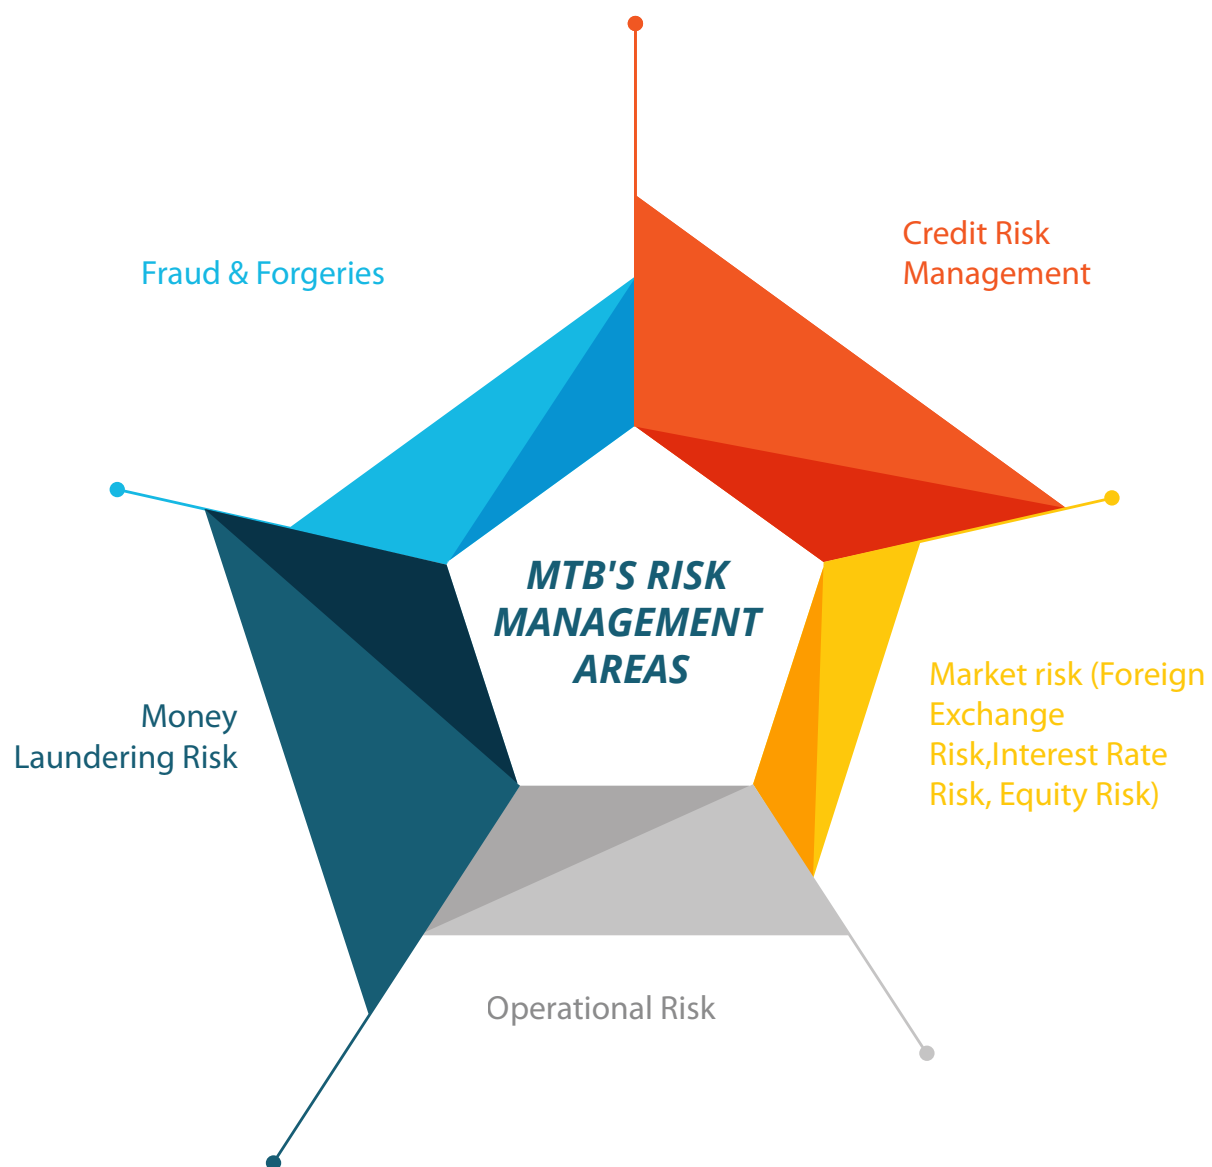 Credit Risk
Management
Fraud & Forgeries
MTB'S RISK
MANAGEMENT
AREAS
Market risk (Foreign
Exchange
Risk,Interest Rate
Risk, Equity Risk)
Money
Laundering Risk
Operational Risk